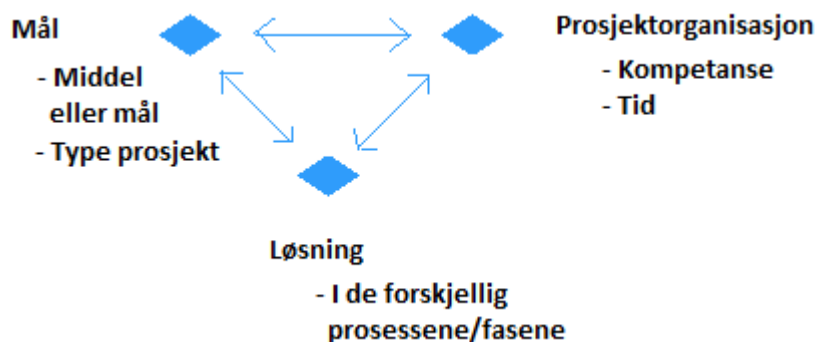 Mål
- Middel
eller mål
- Type prosjekt
Prosjektorganisasjon
- Kompetanse
- Tid
Løsning
- I de forskjellig
prosessene/fasene